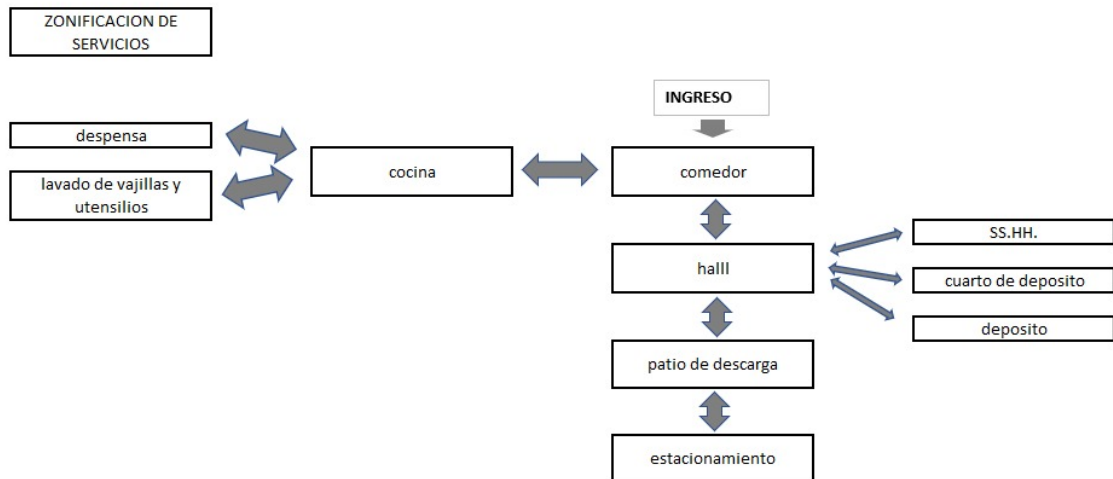 ZONIFICACION DE
SERVICIOS
INGRESO
despensa
lavado de vajillas y
utensilios
cocina
comedor
halll
SS.HH.
cuarto de deposito
deposito
patio de descarga
estacionamiento